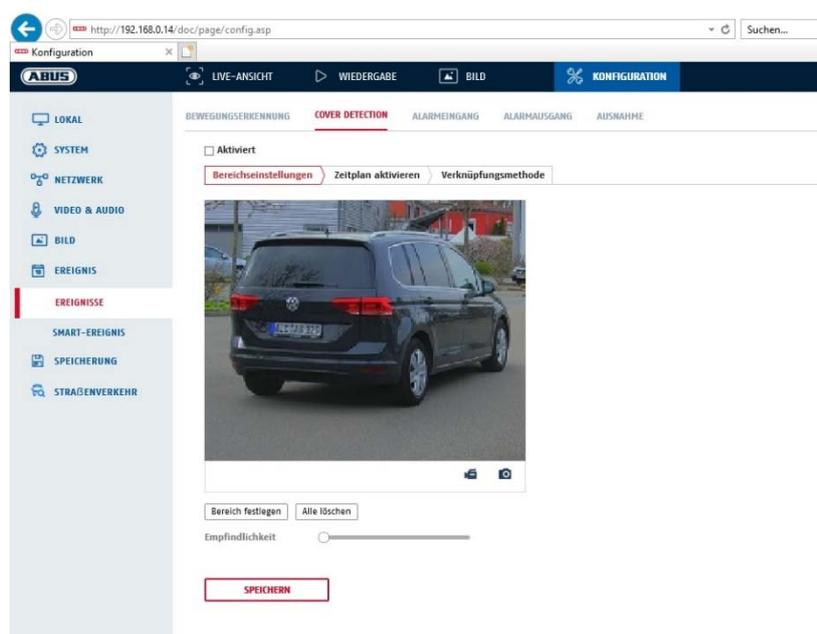 http://192.168.0.14/doc/page/config.asp
Suchen...
Konfiguration
ABUS
LIVE-ANSICHT
WIEDERGABE
BILD
KONFIGURATION
LOKAL
SYSTEM
NETZWERK
VIDEO & AUDIO
BILD
EREIGNIS
EREIGNISSE
SMART-EREIGNIS
SPEICHERUNG
STRAßENVERKEHR
BEWEGUNGSERKENNUNG
COVER DETECTION
ALARMEINGANG
ALARMAUSGANG
AUSNAHME
Aktiviert
Bereichseinstellungen
Zeitplan aktivieren
Verknüpfungsmethode
Bereich festlegen
Alle löschen
Empfindlichkeit
SPEICHERN